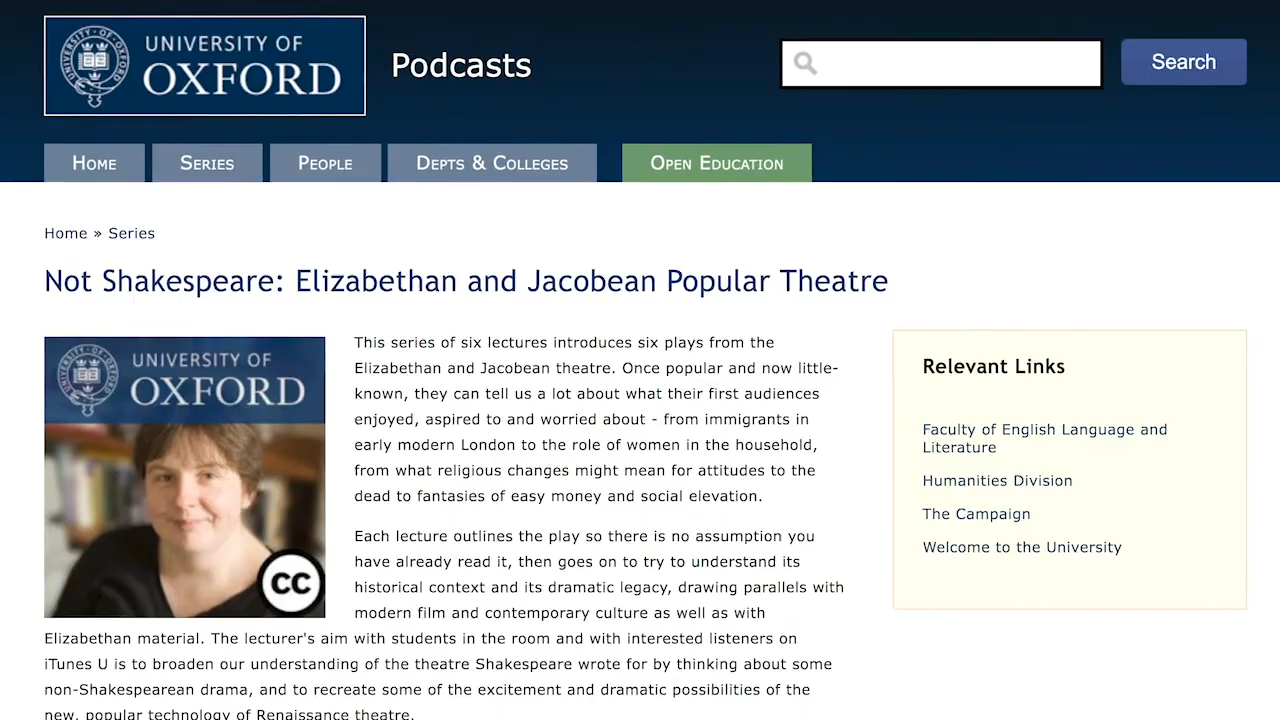 UNIVERSITY OF
OXFORD
Podcasts
Search
HOME
SERIES
PEOPLE
DEPTS & COLLEGES
OPEN EDUCATION
Home » Series
Not Shakespeare: Elizabethan and Jacobean Popular Theatre
UNIVERSITY OF
OXFORD
cc
This series of six lectures introduces six plays from the
Elizabethan and Jacobean theatre. Once popular and now little-
known, they can tell us a lot about what their first audiences
enjoyed, aspired to and worried about - from immigrants in
early modern London to the role of women in the household,
from what religious changes might mean for attitudes to the
dead to fantasies of easy money and social elevation.
Each lecture outlines the play so there is no assumption you
have already read it, then goes on to try to understand its
historical context and its dramatic legacy, drawing parallels with
modern film and contemporary culture as well as with
Elizabethan material. The lecturer's aim with students in the room and with interested listeners on
iTunes U is to broaden our understanding of the theatre Shakespeare wrote for by thinking about some
non-Shakespearean drama, and to recreate some of the excitement and dramatic possibilities of the
new, popular technology of Renaissance theatre.
Relevant Links
Faculty of English Language and
Literature
Humanities Division
The Campaign
Welcome to the University